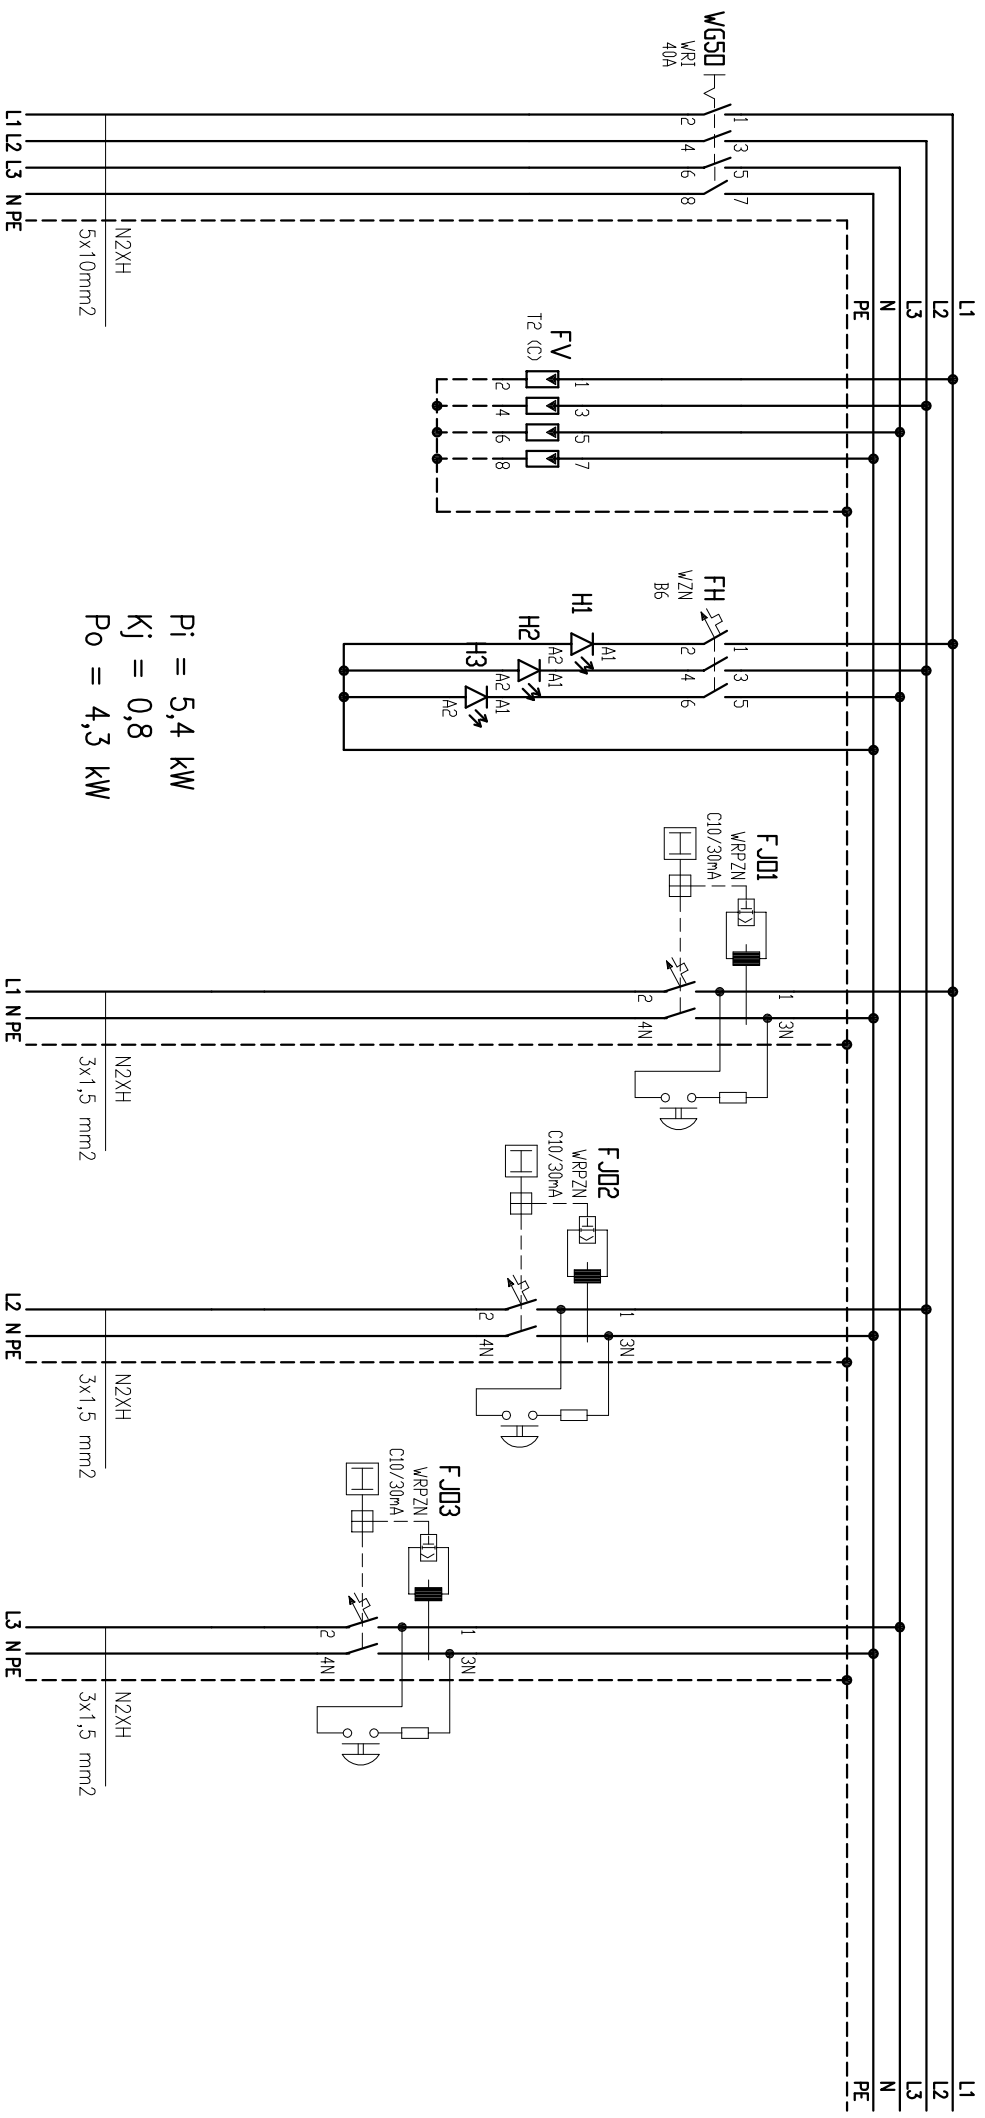 L1
L2
L3
N
PE
L1
L2
L3
N
PE
WG50
WRI
40A
1
3
5
7
2
4
6
8
N2XH
5x10mm2
L1 L2 L3 N PE
FV
T2 (C)
1
3
5
7
2
4
6
8
FH
WZN
B6
1
3
5
2
4
6
H1
A1
A2
H2
A1
A2
H3
A1
A2
Pi = 5,4 kW
Kj = 0,8
Po = 4,3 kW
FJ01
WRPZN
C10/30mA
H
1
3N
2
4N
N2XH
3x1,5 mm2
L1 N PE
FJ02
WRPZN
C10/30mA
H
1
3N
2
4N
N2XH
3x1,5 mm2
L2 N PE
FJ03
WRPZN
C10/30mA
H
1
3N
2
4N
N2XH
3x1,5 mm2
L3 N PE